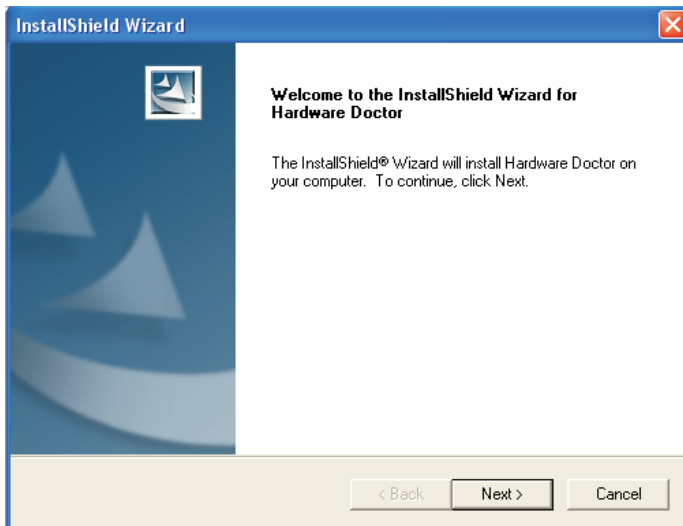 InstallShield Wizard
Welcome to the InstallShield Wizard for
Hardware Doctor
The InstallShield® Wizard will install Hardware Doctor on
your computer. To continue, click Next.
< Back
Next >
Cancel